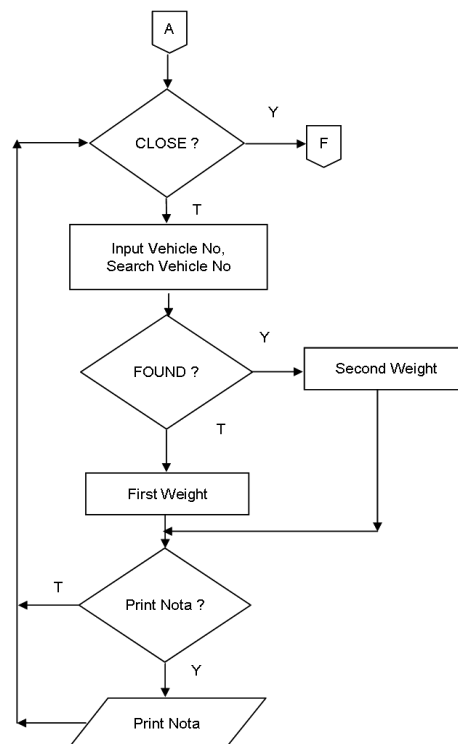 A
CLOSE ?
Y
F
T
Input Vehicle No,
Search Vehicle No
FOUND ?
Y
Second Weight
T
First Weight
Print Nota ?
T
Y
Print Nota